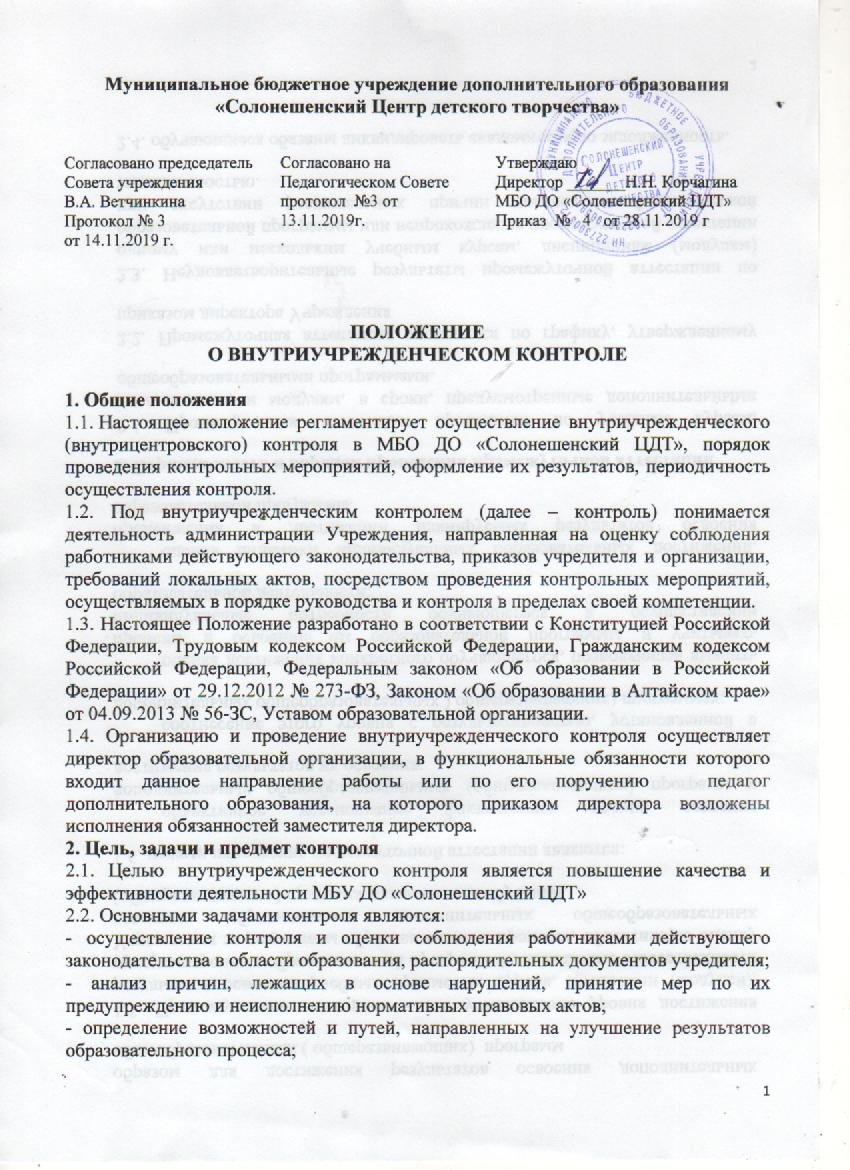 Муниципальное бюджетное учреждение дополнительного образования
«Солонешенский Центр детского творчества»
Согласовано председатель
Совета учреждения
В.А. Ветчинкина
Протокол № 3
от 14.11.2019 г.
Согласовано на
Педагогическом Совете
протокол №3 от
13.11.2019г.
.
Утверждаю
Директор Н.Н. Корчагина
МБО ДО «Солонешенский ЦДТ»
Приказ № 4 от 28.11.2019 г
СОЛОНЕШЕНСКИЙ
ЦЕНТР
ДЕТСКОГО
ТВОРЧЕСТВА
ПОЛОЖЕНИЕ
О ВНУТРИУЧРЕЖДЕНЧЕСКОМ КОНТРОЛЕ
1. Общие положения
1.1. Настоящее положение регламентирует осуществление внутриучрежденческого
(внутрицентровского) контроля в МБО ДО «Солонешенский ЦДТ», порядок
проведения контрольных мероприятий, оформление их результатов, периодичность
осуществления контроля.
1.2. Под внутриучрежденческим контролем (далее – контроль) понимается
деятельность администрации Учреждения, направленная на оценку соблюдения
работниками действующего законодательства, приказов учредителя и организации,
требований локальных актов, посредством проведения контрольных мероприятий,
осуществляемых в порядке руководства и контроля в пределах своей компетенции.
1.3. Настоящее Положение разработано в соответствии с Конституцией Российской
Федерации, Трудовым кодексом Российской Федерации, Гражданским кодексом
Российской Федерации, Федеральным законом «Об образовании в Российской
Федерации» от 29.12.2012 № 273-ФЗ, Законом «Об образовании в Алтайском крае»
от 04.09.2013 № 56-ЗС, Уставом образовательной организации.
1.4. Организацию и проведение внутриучрежденческого контроля осуществляет
директор образовательной организации, в функциональные обязанности которого
входит данное направление работы или по его поручению - педагог
дополнительного образования, на которого приказом директора возложены
исполнения обязанностей заместителя директора.
2. Цель, задачи и предмет контроля
2.1. Целью внутриучрежденческого контроля является повышение качества и
эффективности деятельности МБУ ДО «Солонешенский ЦДТ»
2.2. Основными задачами контроля являются:
- осуществление контроля и оценки соблюдения работниками действующего
законодательства в области образования, распорядительных документов учредителя;
- анализ причин, лежащих в основе нарушений, принятие мер по их
предупреждению и неисполнению нормативных правовых актов;
- определение возможностей и путей, направленных на улучшение результатов
образовательного процесса;
1